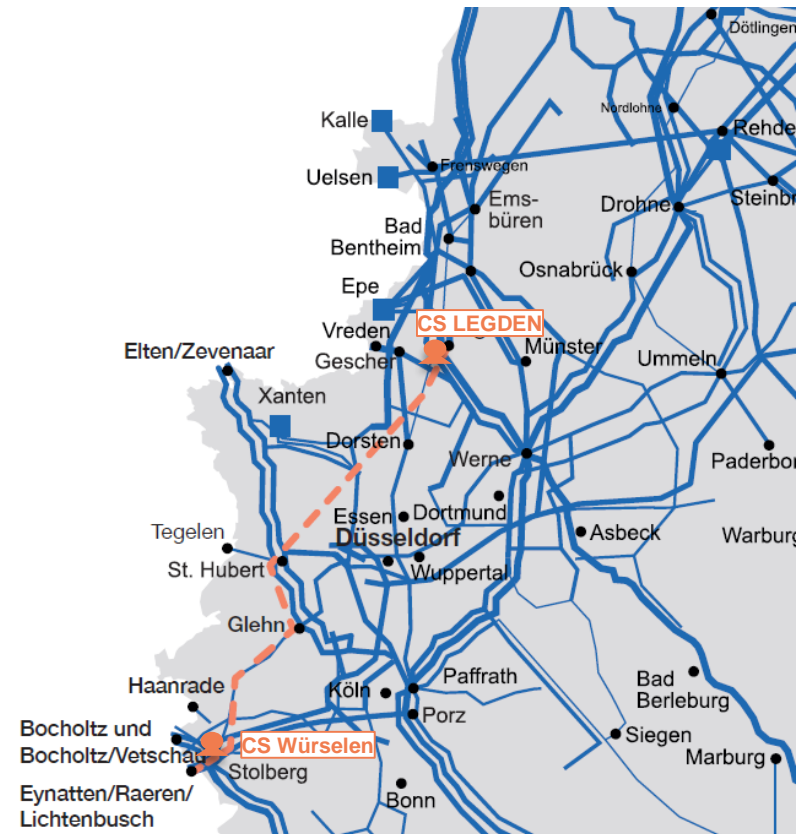 Dötlingen
Nordlohne
Kalle
Rehde
Frenswegen
Uelsen
Ems-
büren
Drohne
Steinbr
Bad
Bentheim
Osnabrück
Epe
CS LEGDEN
Vreden
Gescher
Münster
Elten/Zevenaar
Ummeln
Xanten
Dorsten
Werne
Paderbor
Essen
Dortmund
Tegelen
Düsseldorf
Asbeck
Warburg
St. Hubert
Wuppertal
Glehn
Haanrade
Köln
Paffrath
Bad
Berleburg
Porz
Bocholtz und
Bocholtz/Vetschau
CS Würselen
Siegen
Marburg
Stolberg
Eynatten/Raeren/
Lichtenbusch
Bonn